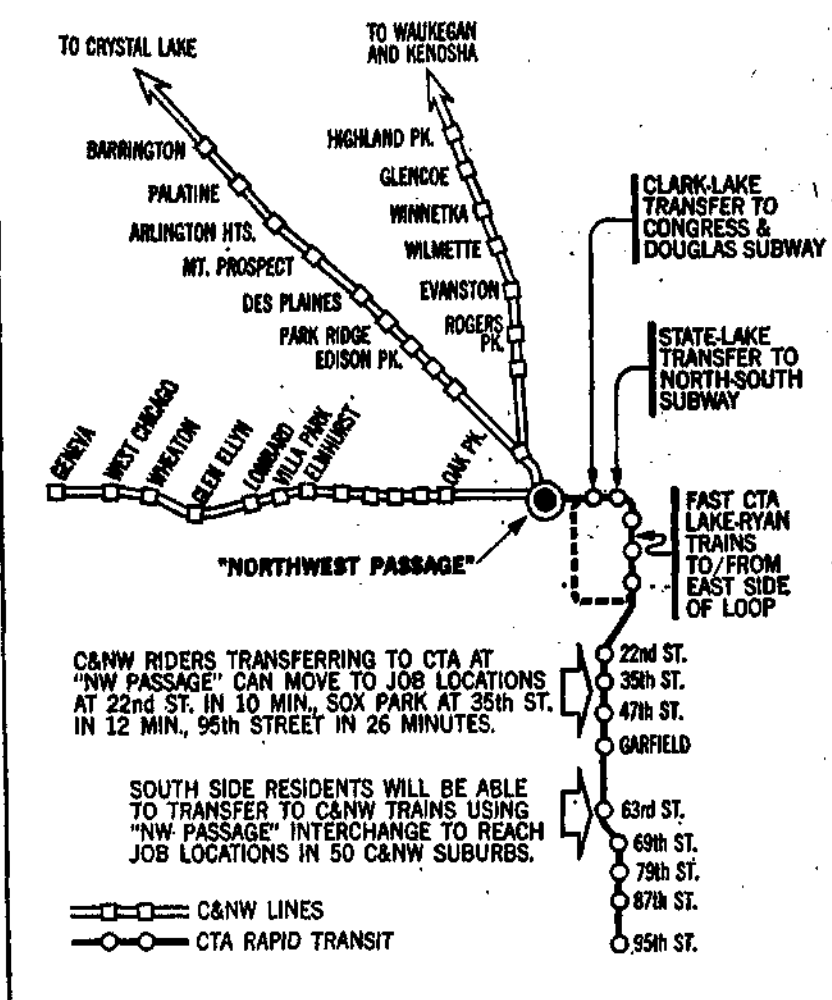 TO CRYSTAL LAKE
TO WAUKEGAN
AND KENOSHA
BARRINGTON
PALATINE
ARLINGTON HTS.
MT. PROSPECT
DES PLAINES
PARK RIDGE
EDISON PK.
HIGHLAND PK.
GLENCOE
WINNETKA
WILMETTE
EVANSTON
ROGERS
PK.
CLARK-LAKE
TRANSFER TO
CONGRESS &
DOUGLAS SUBWAY
STATE-LAKE
TRANSFER TO
NORTH-SOUTH
SUBWAY
GENEVA
WEST CHICAGO
WHEATON
GLEN ELLYN
LOMBARD
VILLA PARK
ELMHURST
OAK PK.
"NORTHWEST PASSAGE"
FAST CTA
LAKE-RYAN
TRAINS
TO/FROM
EAST SIDE
OF LOOP
C&NW RIDERS TRANSFERRING TO CTA AT
"NW PASSAGE" CAN MOVE TO JOB LOCATIONS
AT 22nd ST. IN 10 MIN., SOX PARK AT 35th ST.
IN 12 MIN., 95th STREET IN 26 MINUTES.
22nd ST.
35th ST.
47th ST.
GARFIELD
SOUTH SIDE RESIDENTS WILL BE ABLE
TO TRANSFER TO C&NW TRAINS USING
"NW PASSAGE" INTERCHANGE TO REACH
JOB LOCATIONS IN 50 C&NW SUBURBS.
63rd ST.
69th ST.
79th ST.
87th ST.
95th ST.
C&NW LINES
CTA RAPID TRANSIT